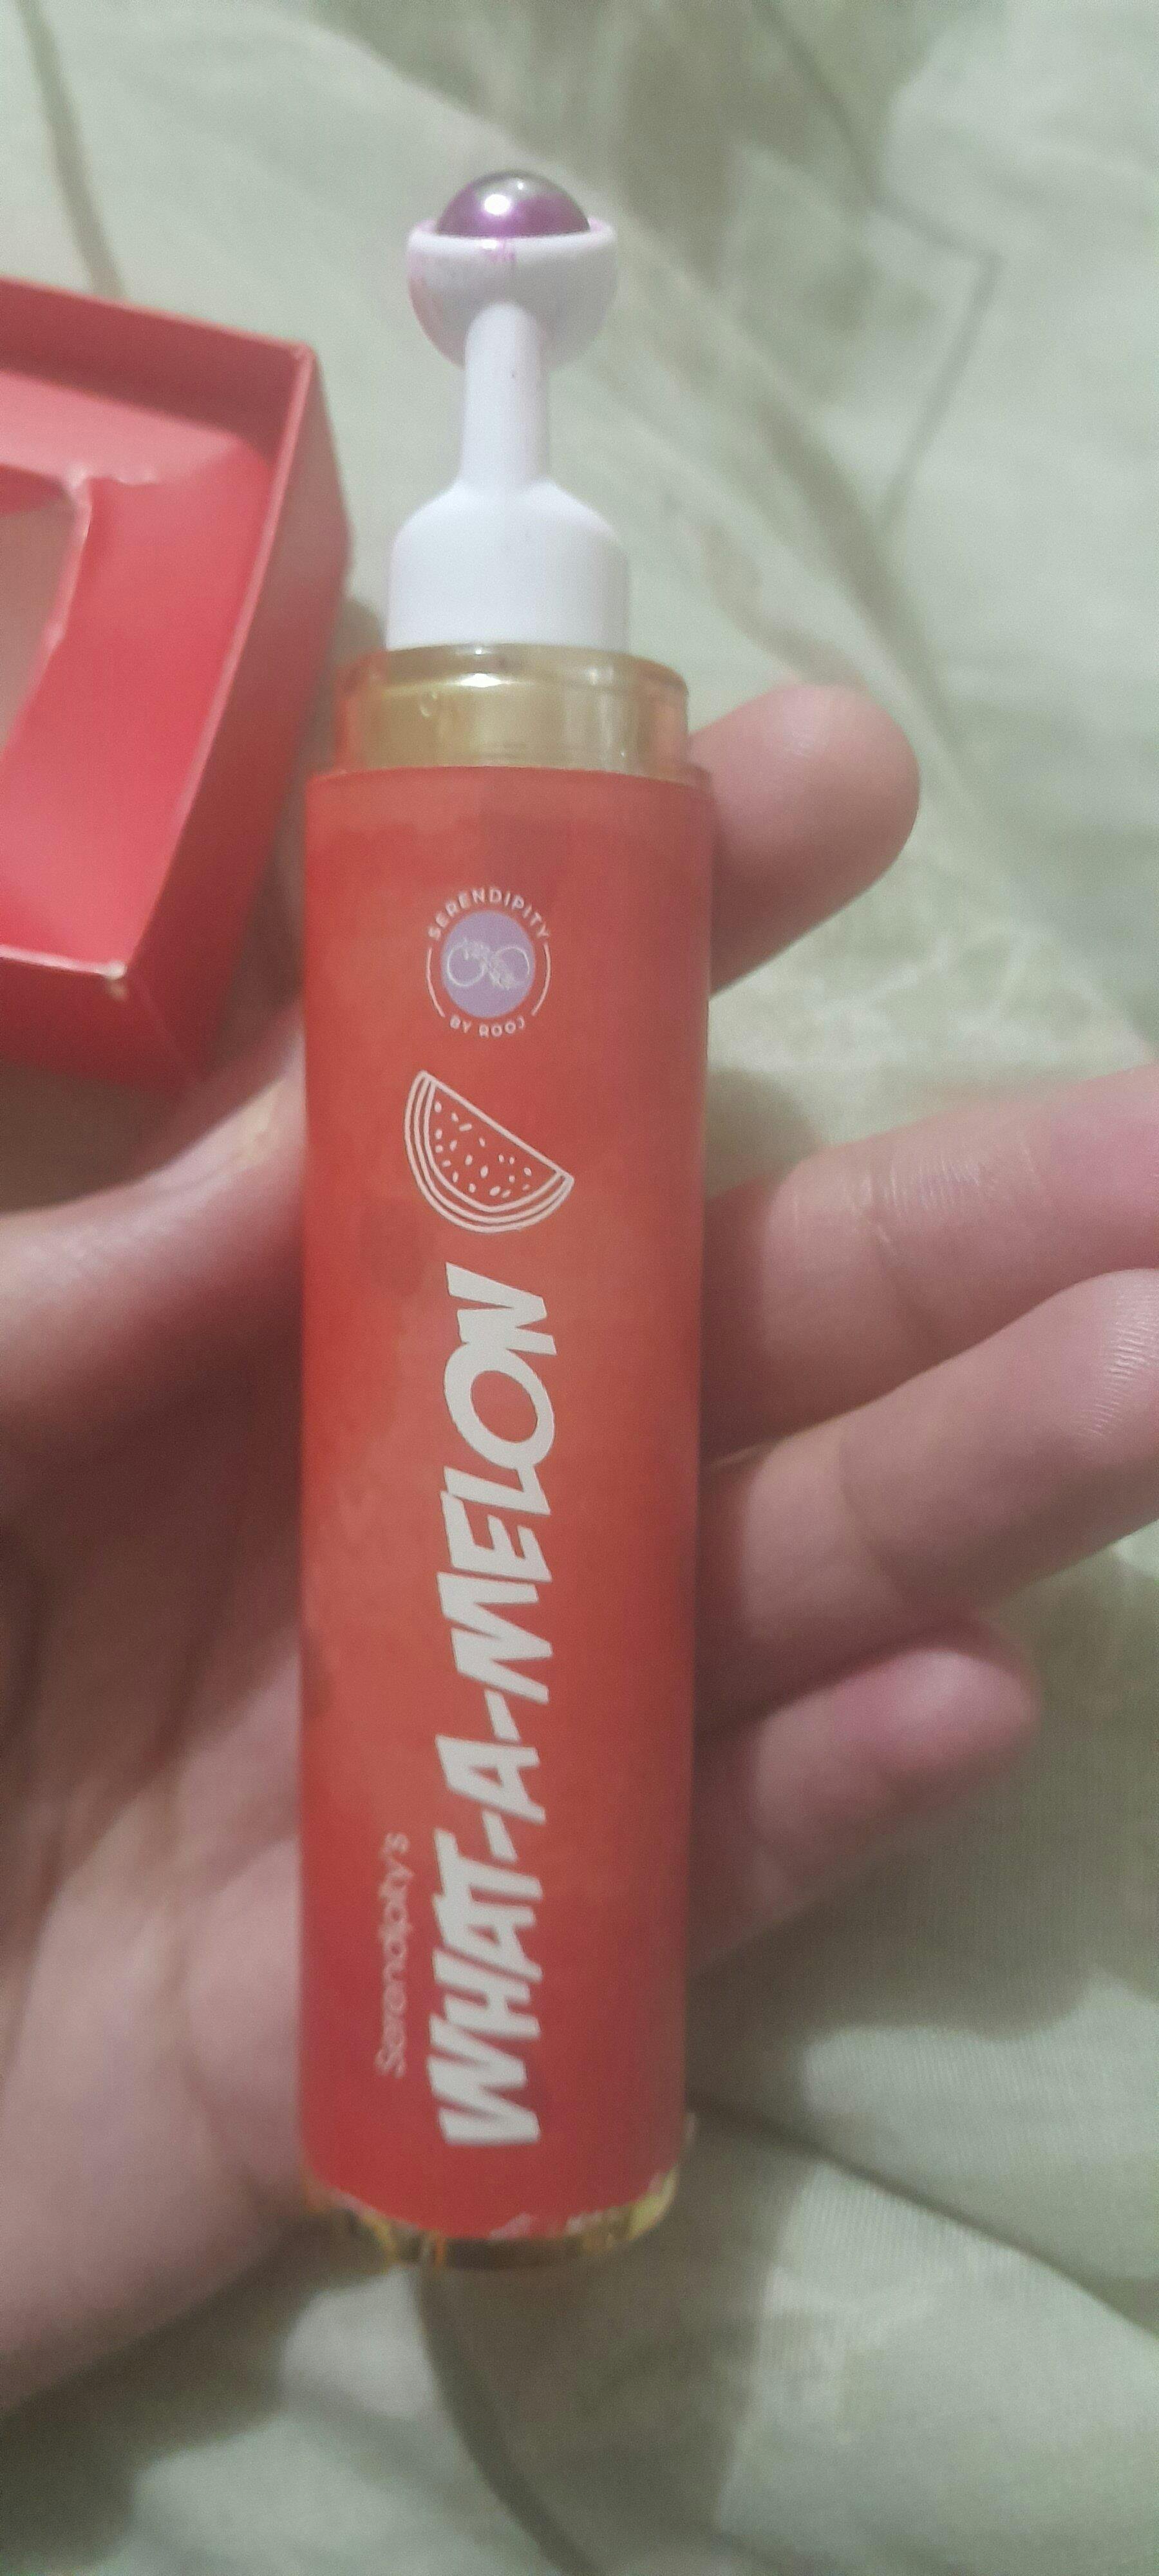 SERENDIPITY
BY ROOJ
Serendipity's
WHAT-A-MELON